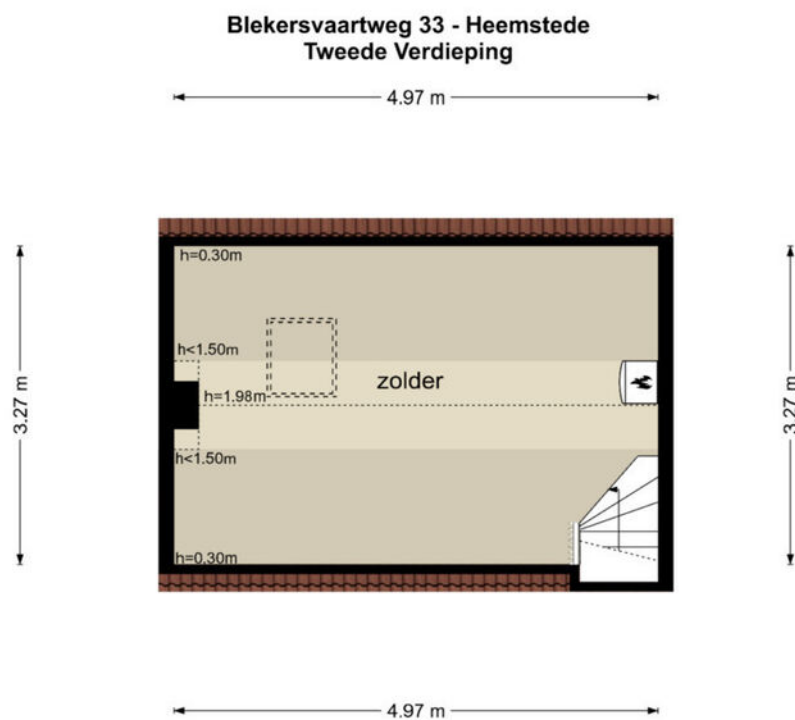 Blekersvaartweg 33 - Heemstede
Tweede Verdieping
4.97 m
h=0.30m
h<1.50m
zolder
h=1.98m
3.27 m
3.27 m
h<1.50m
h=0.30m
4.97 m